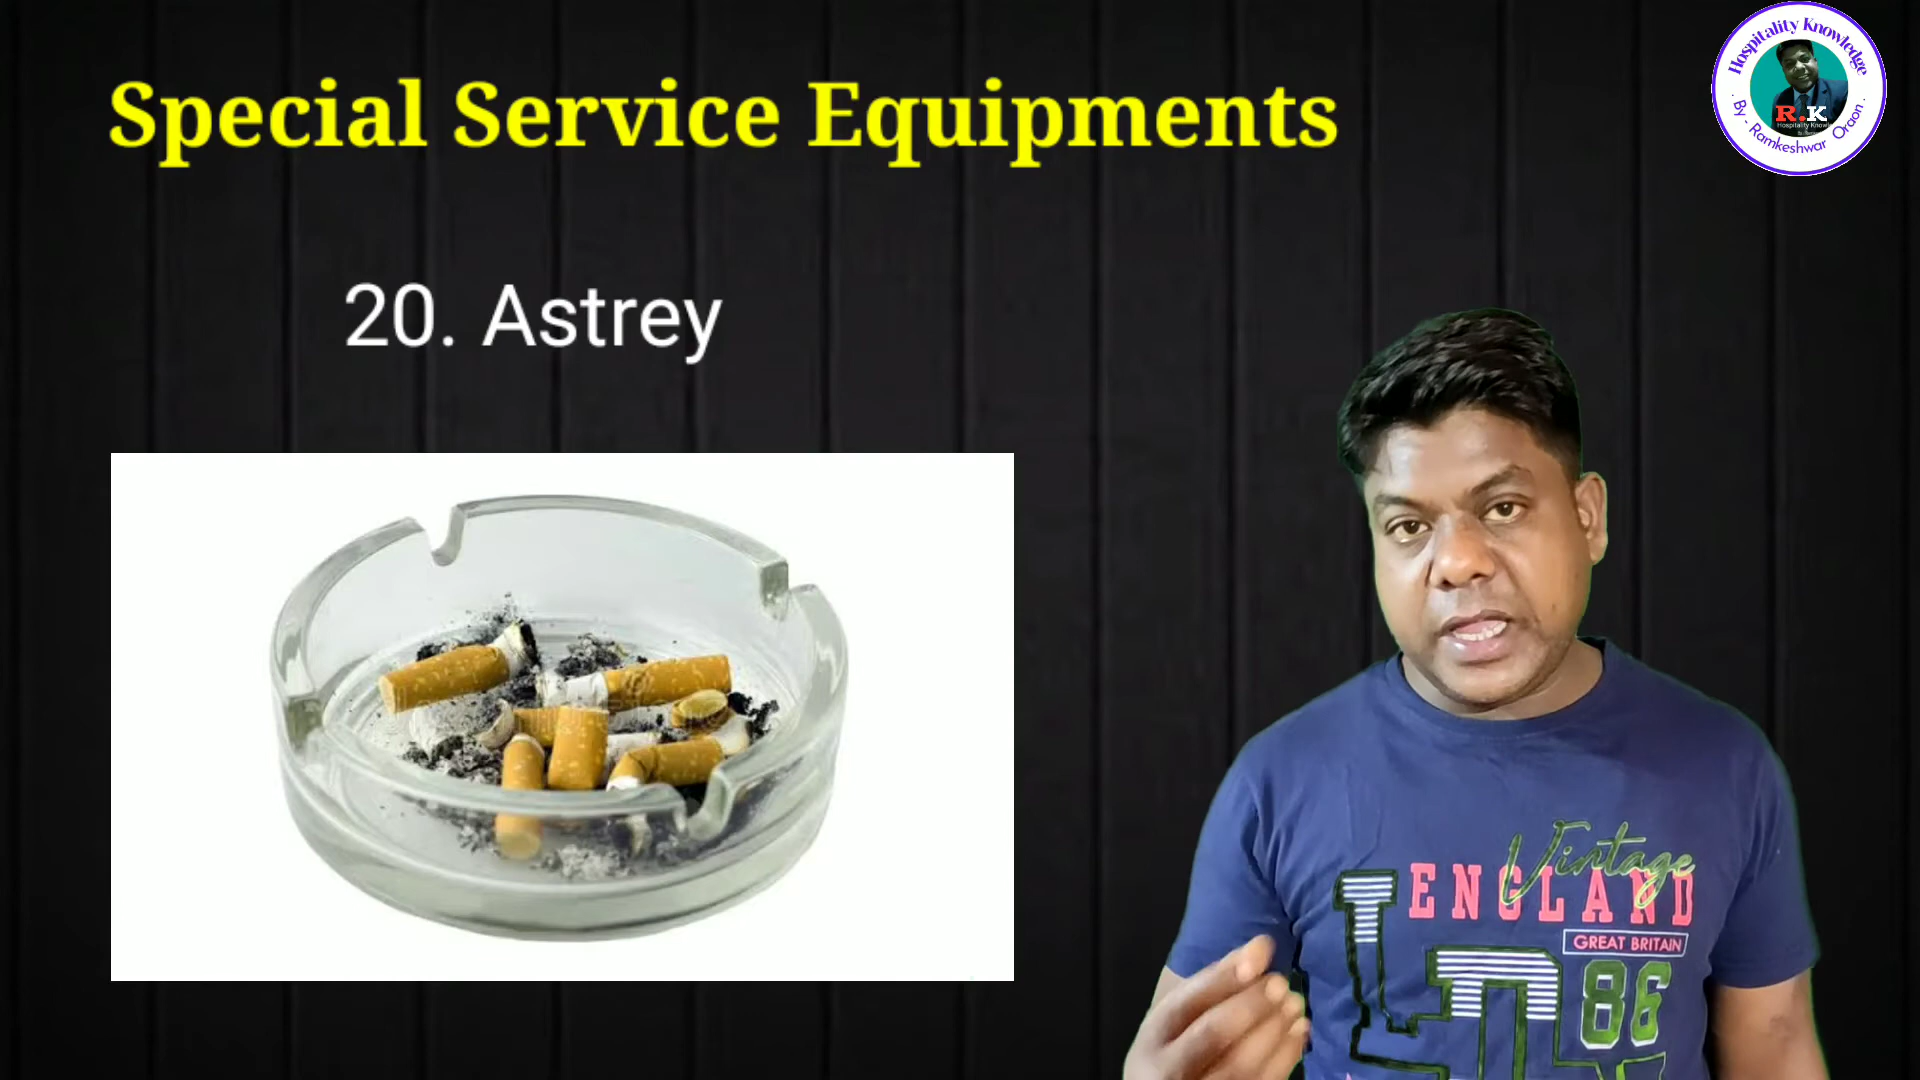 Special Service Equipments
Hospitality Knowledge
R.K
By - Ramkeshwar Oraon
20. Astrey
Vintage
ENGLAND
GREAT BRITAIN
86